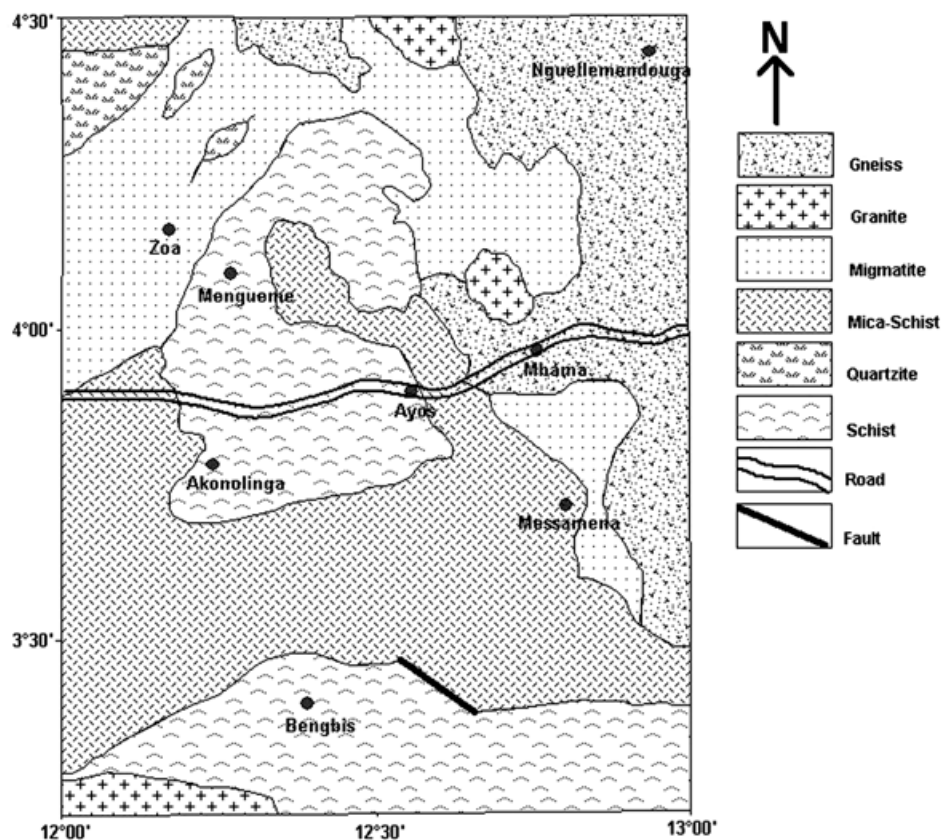 4°30'
N
Nguellemendouga
Gneiss
Granite
Zoa
Migmatite
Mengueme
4°00'
Mica-Schist
Mbama
Quartzite
Ayos
Schist
Akonolinga
Road
Messamena
Fault
3°30'
Bengbis
12°00'
12°30'
13°00'